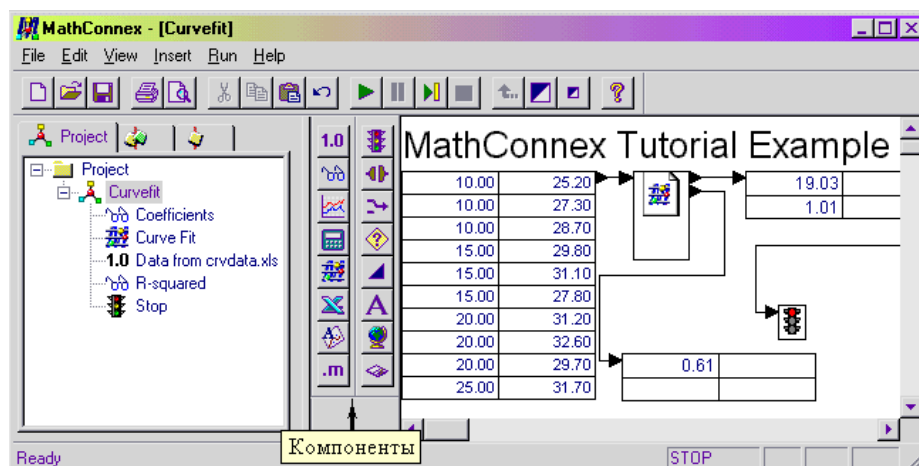 MathConnex - [Curvefit]
File Edit View Insert Run Help
Project
Project
Curvefit
Coefficients
Curve Fit
1.0 Data from crvdata.xls
R-squared
Stop
1.0
.m
A
MathConnex Tutorial Example
10.00 25.20
10.00 27.30
10.00 28.70
15.00 29.80
15.00 31.10
15.00 27.80
20.00 31.20
20.00 32.60
20.00 29.70
25.00 31.70
19.03
1.01
0.61
Компоненты
Ready
STOP